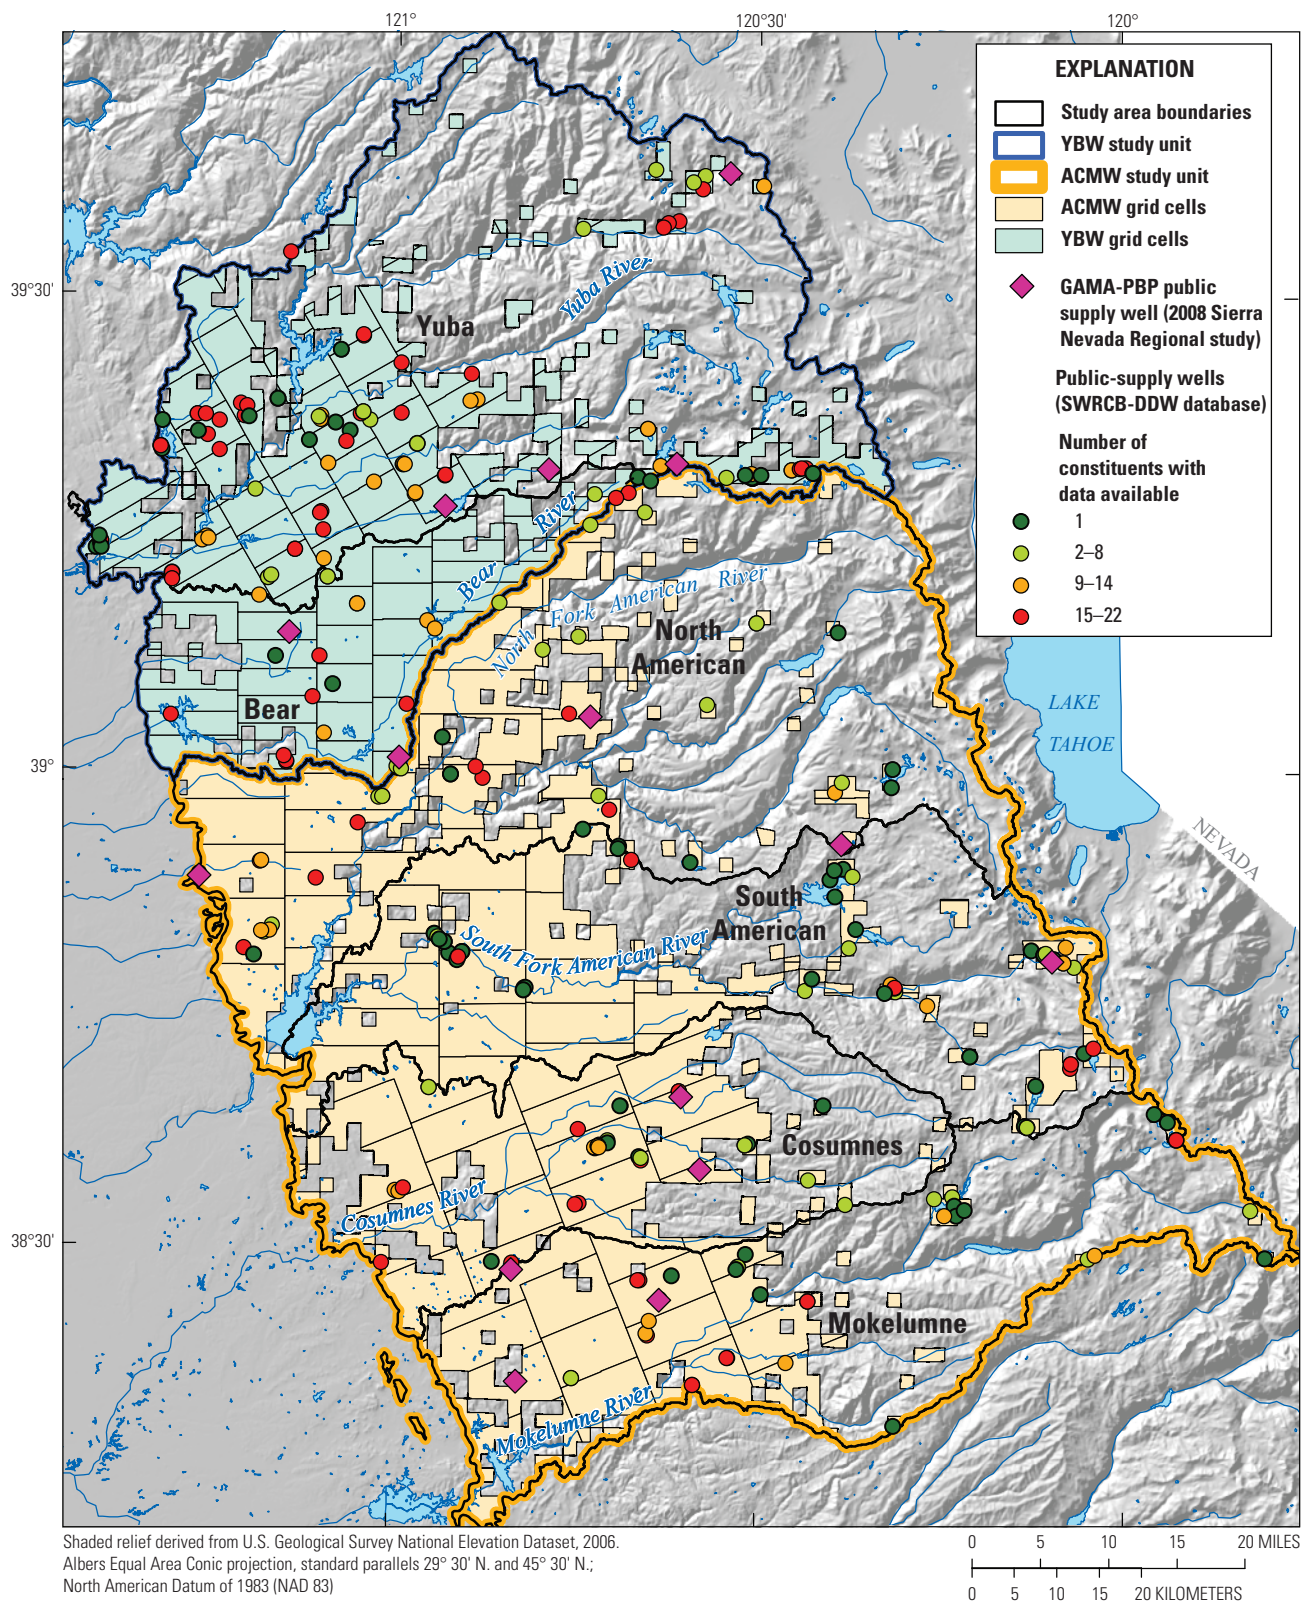 121°
120°30'
120°
EXPLANATION
Study area boundaries
YBW study unit
ACMW study unit
ACMW grid cells
YBW grid cells
GAMA-PBP public
supply well (2008 Sierra
Nevada Regional study)
Public-supply wells
(SWRCB-DDW database)
Number of
constituents with
data available
1
2–8
9–14
15–22
39°30'
Yuba River
Yuba
Bear River
North Fork American River
North
American
Bear
LAKE
TAHOE
39°
NEVADA
South
American
South Fork American River
Cosumnes
Cosumnes River
38°30'
Mokelumne
Mokelumne River
Shaded relief derived from U.S. Geological Survey National Elevation Dataset, 2006.
Albers Equal Area Conic projection, standard parallels 29° 30' N. and 45° 30' N.;
North American Datum of 1983 (NAD 83)
0 5 10 15 20 MILES
0 5 10 15 20 KILOMETERS